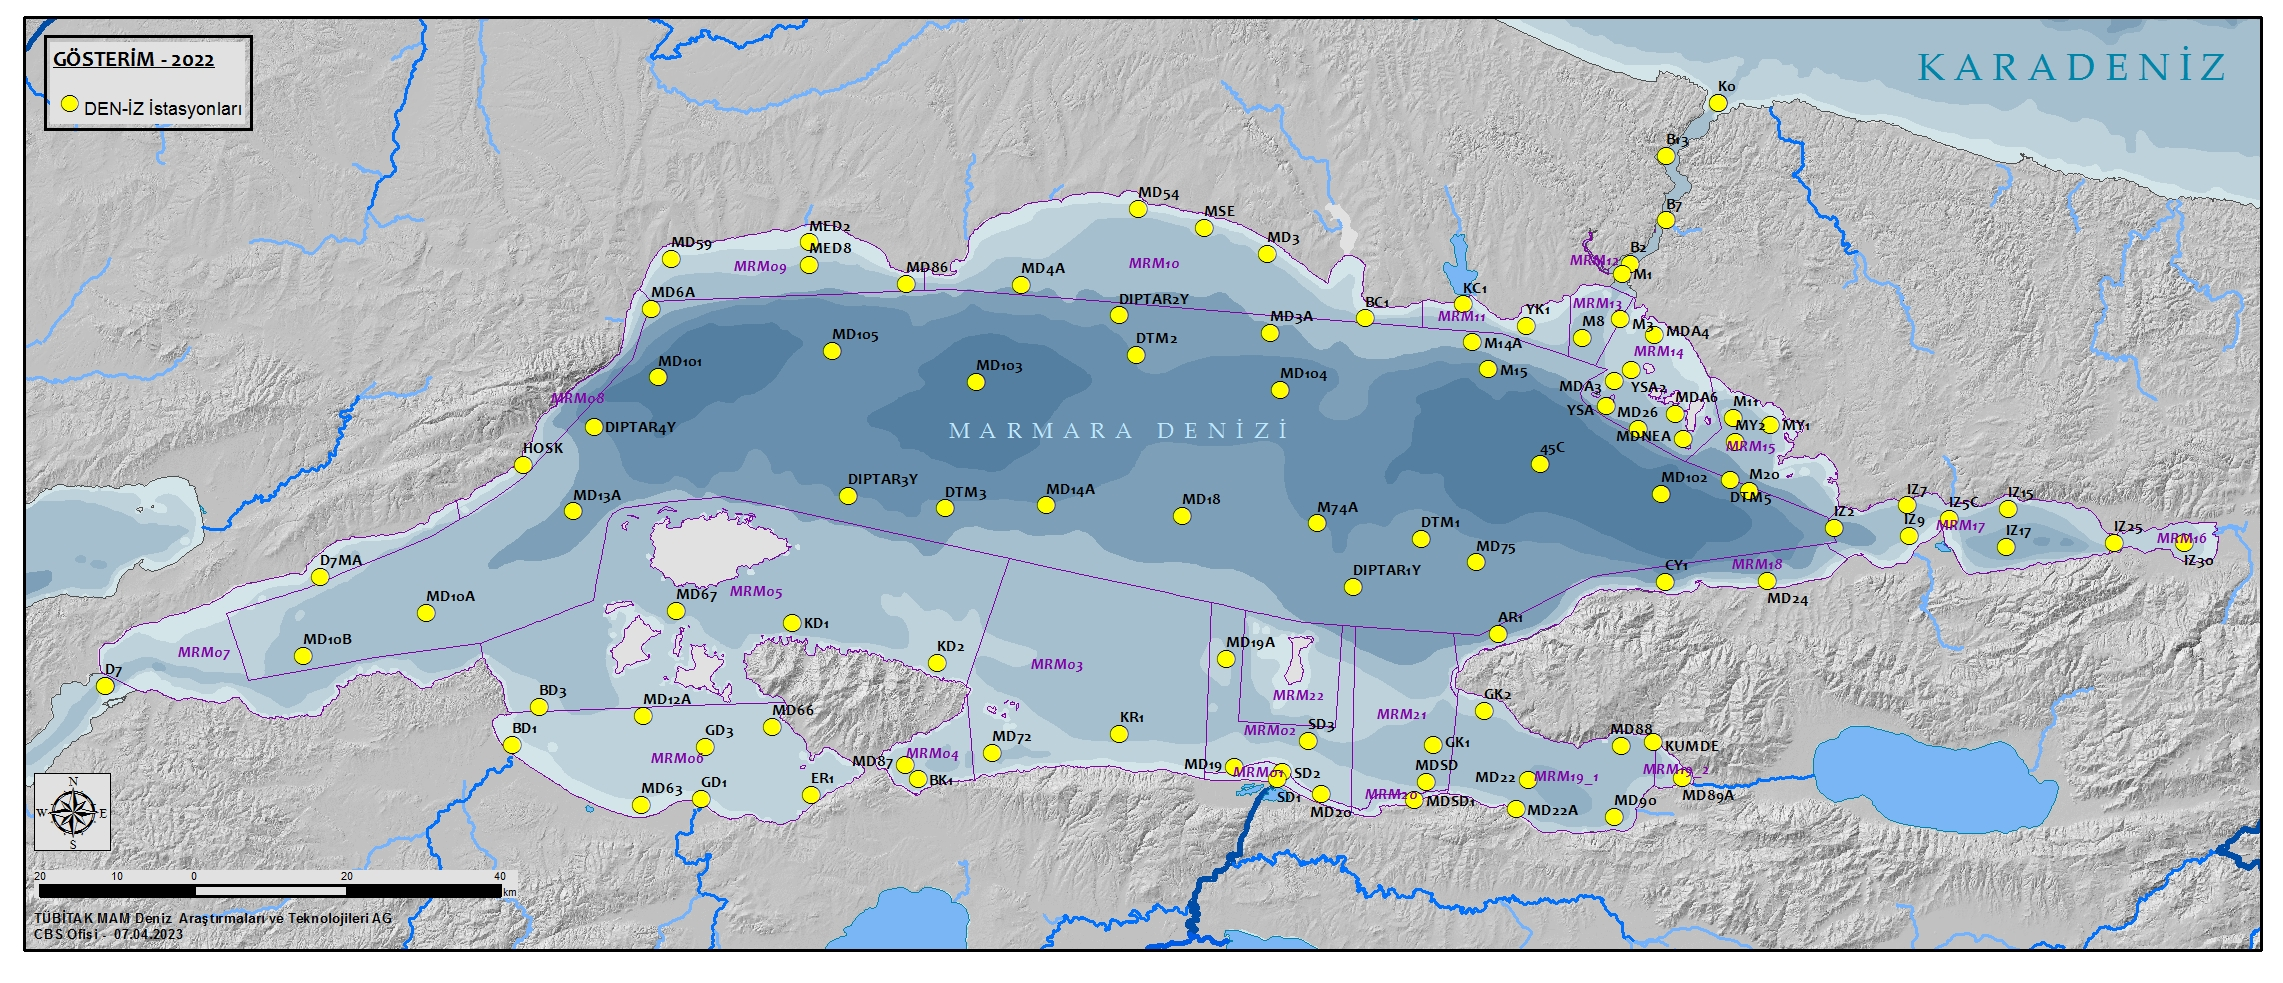 GÖSTERİM - 2022
DEN-İZ İstasyonları
KARADENİZ
K0
B13
B7
B2
MRM12
M1
MD54
MSE
MD3
MED2
MED8
MD59
MRM09
MD86
MD4A
MRM10
MD6A
DIPTAR2Y
MD3A
BC1
KC1
MRM11
YK1
MRM13
M8
M3
MDA4
MRM14
MD105
DTM2
M14A
M15
MD101
MD103
MD104
MRM08
MDA3
YSA2
YSA
MD26
MDA6
MDNEA
M11
MY2
MY1
MRM15
DIPTAR4Y
MARMARA DENİZİ
HOSK
45C
MD102
M20
DTM5
MD13A
DIPTAR3Y
DTM3
MD14A
MD18
M74A
DTM1
MD75
DIPTAR1Y
IZ2
IZ7
IZ9
IZ5C
MRM17
IZ15
IZ17
IZ25
MRM16
IZ30
D7MA
MD10A
MD10B
MRM07
D7
MD67
MRM05
KD1
KD2
MRM03
MD19A
MRM22
AR1
CY1
MRM18
MD24
BD3
BD1
MD12A
MD66
GD3
MRM06
MD63
GD1
ER1
MD87
MRM04
BK1
MD72
KR1
MRM02
SD3
MRM21
GK2
GK1
MD19
MRM01
SD2
SD1
MD20
MRM20
MDSD
MDSD1
MD22
MRM19_1
MD22A
MD88
KUMDE
MRM19_2
MD89A
MD90
N
W E
S
20 10 0 20 40
km
TÜBİTAK MAM Deniz Araştırmaları ve Teknolojileri AG
CBS Ofisi - 07.04.2023